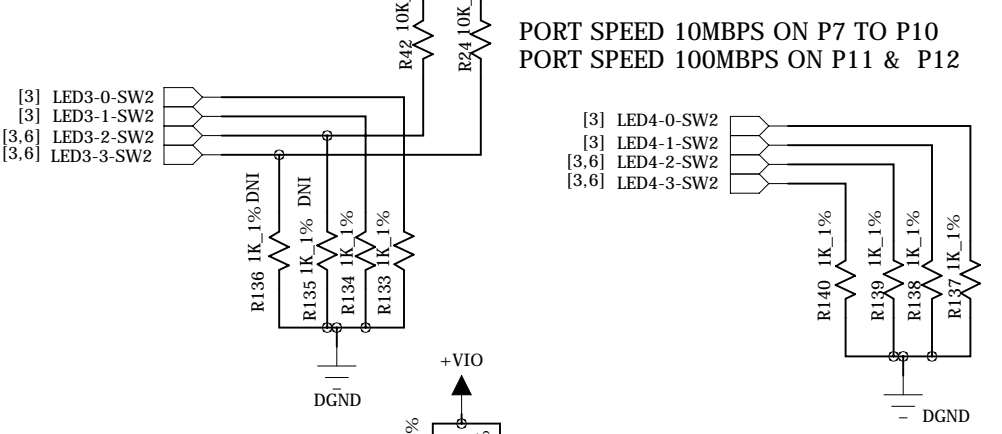 R42 10K_
R24 10K_
PORT SPEED 10MBPS ON P7 TO P10
PORT SPEED 100MBPS ON P11 & P12
[3] LED3-0-SW2
[3] LED3-1-SW2
[3,6] LED3-2-SW2
[3,6] LED3-3-SW2
[3] LED4-0-SW2
[3] LED4-1-SW2
[3,6] LED4-2-SW2
[3,6] LED4-3-SW2
R136 1K_1% DNI
R135 1K_1% DNI
R134 1K_1%
R133 1K_1%
R140 1K_1%
R139 1K_1%
R138 1K_1%
R137 1K_1%
DGND
+VIO
DGND
%